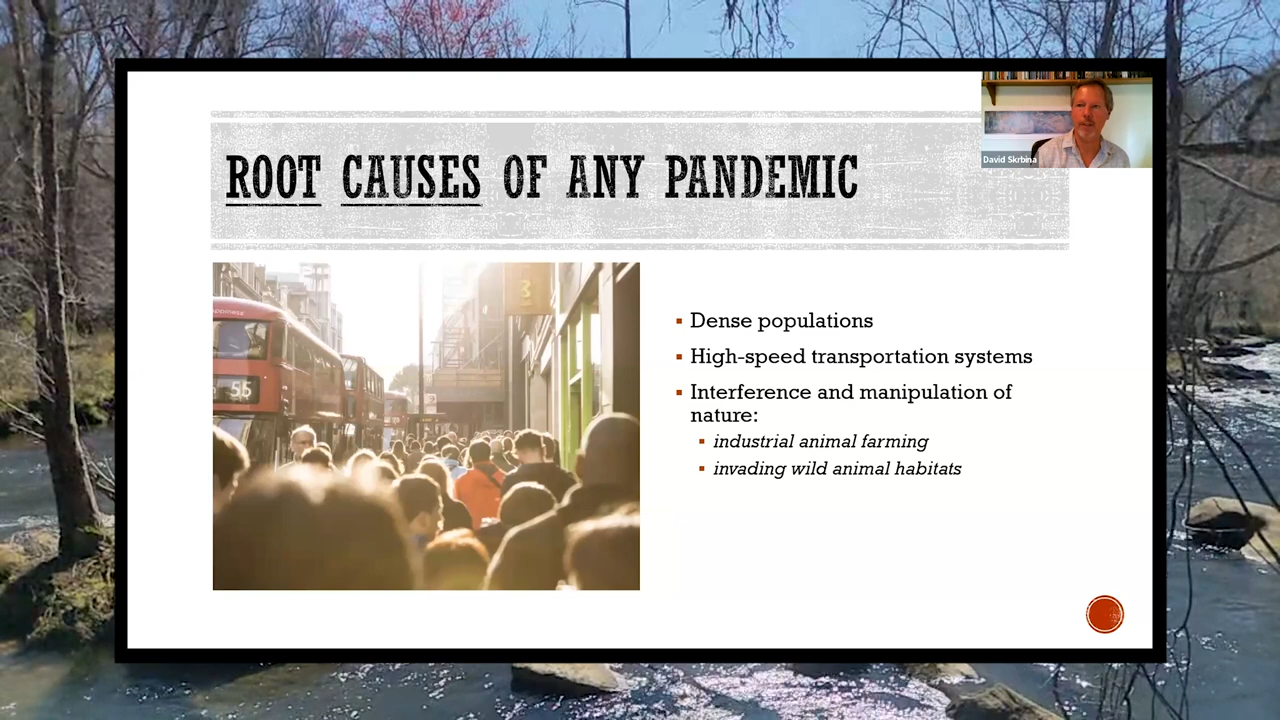 ROOT CAUSES OF ANY PANDEMIC
David Skrbina
Dense populations
High-speed transportation systems
Interference and manipulation of
nature:
industrial animal farming
invading wild animal habitats
55